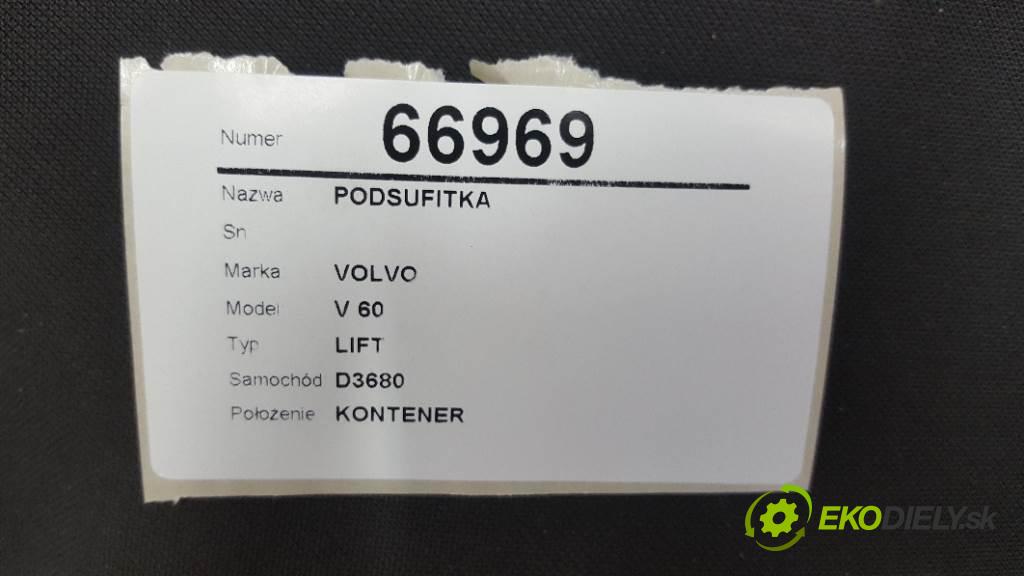 Numer 66969
Nazwa PODSUFITKA
Sn
Marka VOLVO
Model V 60
Typ LIFT
Samochód D3680
Położenie KONTENER
EKODIELY.sk